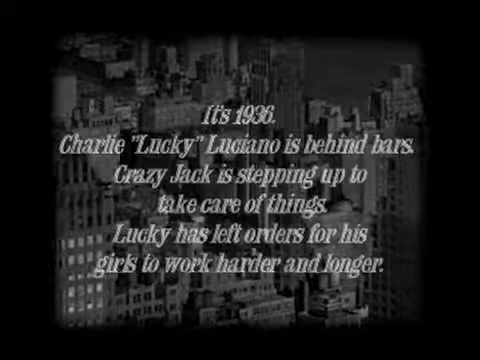 It's 1936.
Charlie "Lucky" Luciano is behind bars.
Crazy Jack is stepping up to
take care of things.
Lucky has left orders for his
girls to work harder and longer.